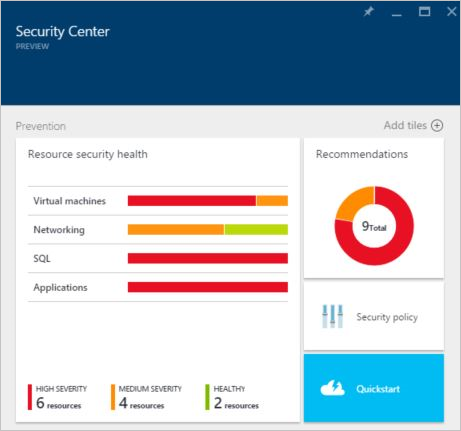 Security Center
PREVIEW
Prevention
Add tiles
Resource security health
Recommendations
Virtual machines
Networking
SQL
Applications
9 Total
Security policy
Quickstart
HIGH SEVERITY
6 resources
MEDIUM SEVERITY
4 resources
HEALTHY
2 resources